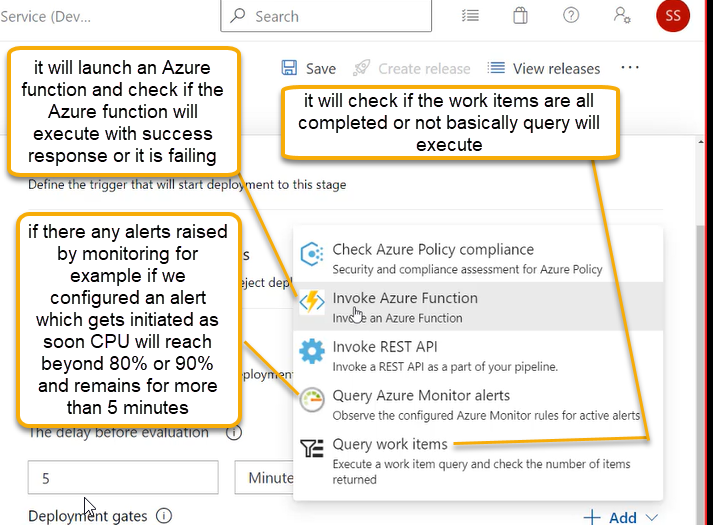 Service (Dev...
Search
SS
Save
Create release
View releases
it will launch an Azure
function and check if the
Azure function will
execute with success
response or it is failing
it will check if the work items are all
completed or not basically query will
execute
Define the trigger that will start deployment to this stage
if there any alerts raised
by monitoring for
example if we
configured an alert
which gets initiated as
soon CPU will reach
beyond 80% or 90%
and remains for more
than 5 minutes
s
eject depl
ployment
Check Azure Policy compliance
Security and compliance assessment for Azure Policy
Invoke Azure Function
Invoke an Azure Function
Invoke REST API
Invoke a REST API as a part of your pipeline.
Query Azure Monitor alerts
Observe the configured Azure Monitor rules for active alerts
Query work items
Execute a work item query and check the number of items
returned
The delay before evaluation
5
Minute
Deployment gates
Add